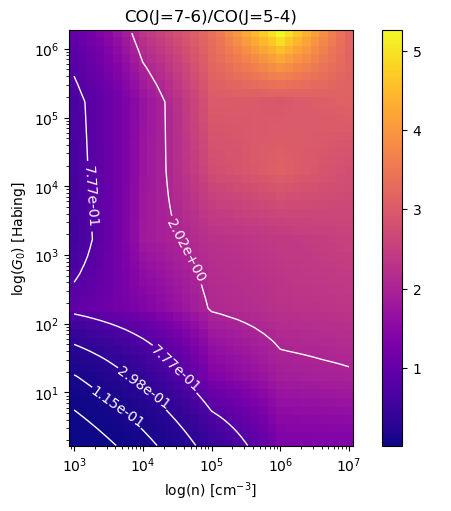 CO(J=7-6)/CO(J=5-4)
10⁶
10⁵
10⁴
10³
10²
10¹
log(G₀) [Habing]
7.77e-01
2.02e+00
7.77e-01
2.98e-01
1.15e-01
10³ 10⁴ 10⁵ 10⁶ 10⁷
log(n) [cm⁻³]
5
4
3
2
1